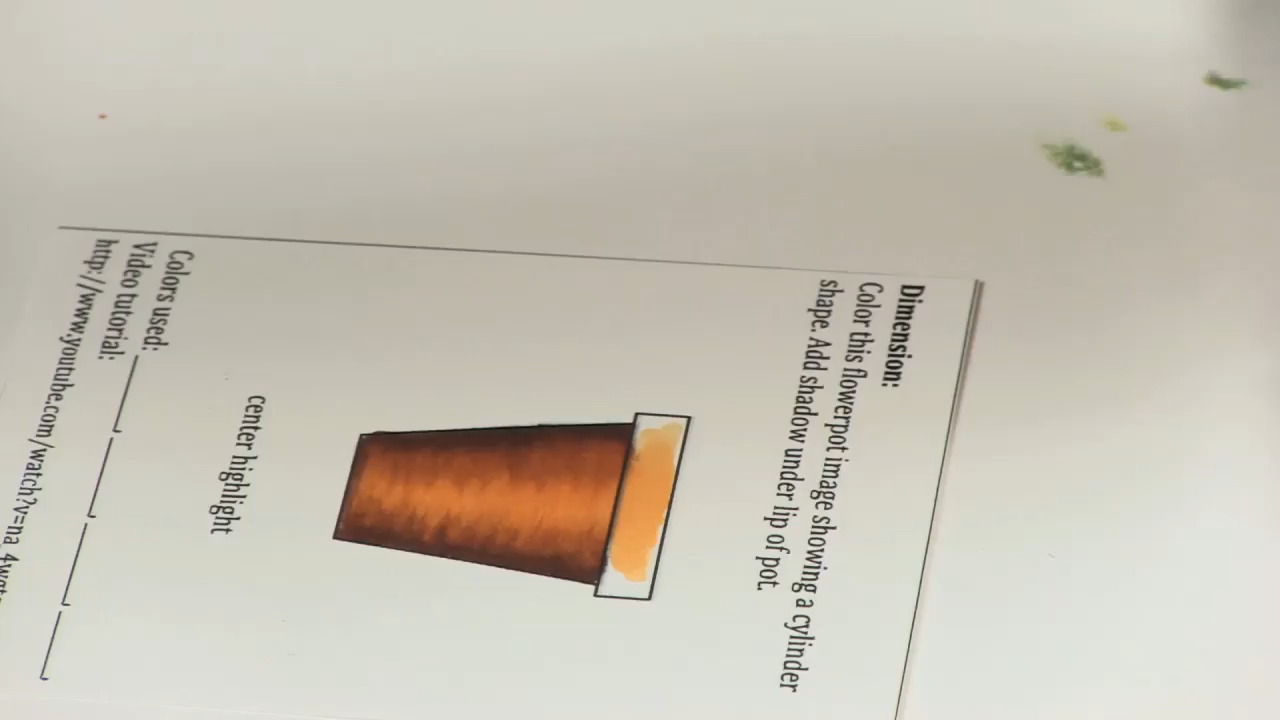 Dimension:
Color this flowerpot image showing a cylinder
shape. Add shadow under lip of pot.
center highlight
Colors used:
Video tutorial:
http://www.youtube.com/watch?v=na